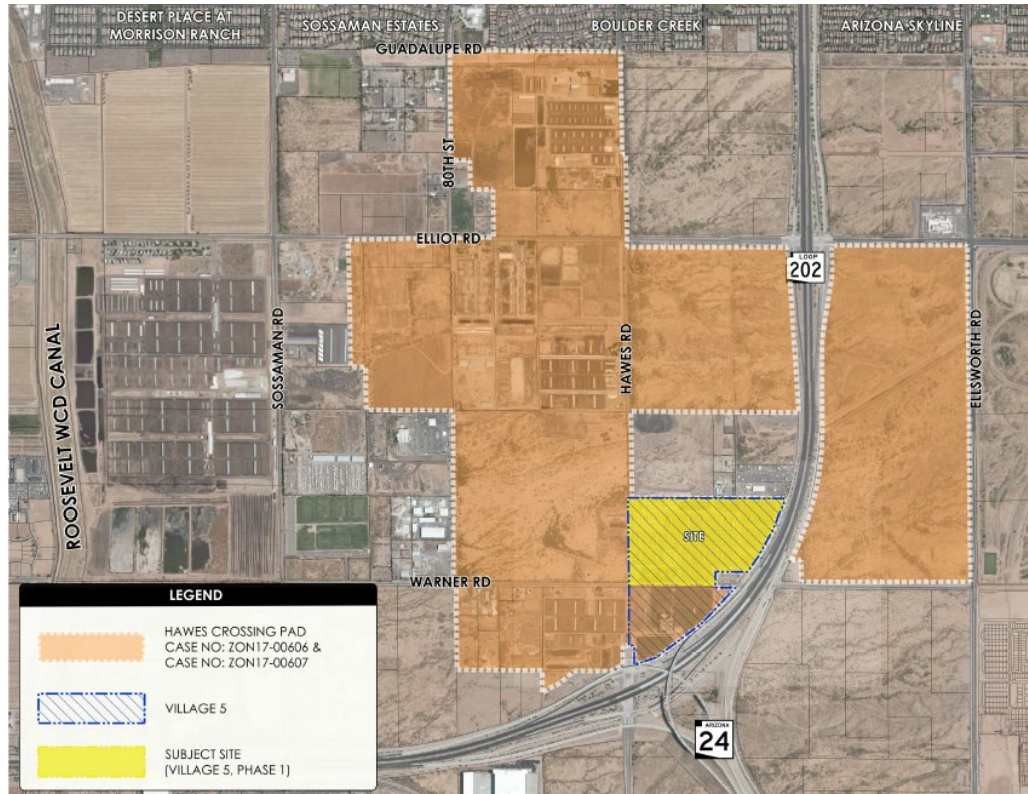 DESERT PLACE AT
MORRISON RANCH
SOSSAMAN ESTATES
BOULDER CREEK
ARIZONA SKYLINE
GUADALUPE RD
80TH ST
ELLIOT RD
LOOP
202
ROOSEVELT WCD CANAL
SOSSAMAN RD
HAWES RD
ELLSWORTH RD
SITE
WARNER RD
LEGEND
HAWES CROSSING PAD
CASE NO: ZON17-00606 &
CASE NO: ZON17-00607
VILLAGE 5
SUBJECT SITE
(VILLAGE 5, PHASE 1)
ARIZONA
24